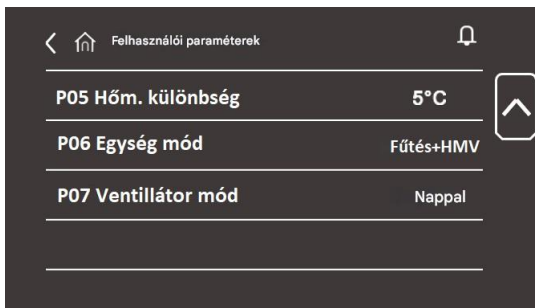 Felhasználói paraméterek
P05 Hőm. különbség 5°C
P06 Egység mód Fűtés+HMV
P07 Ventillátor mód Nappal